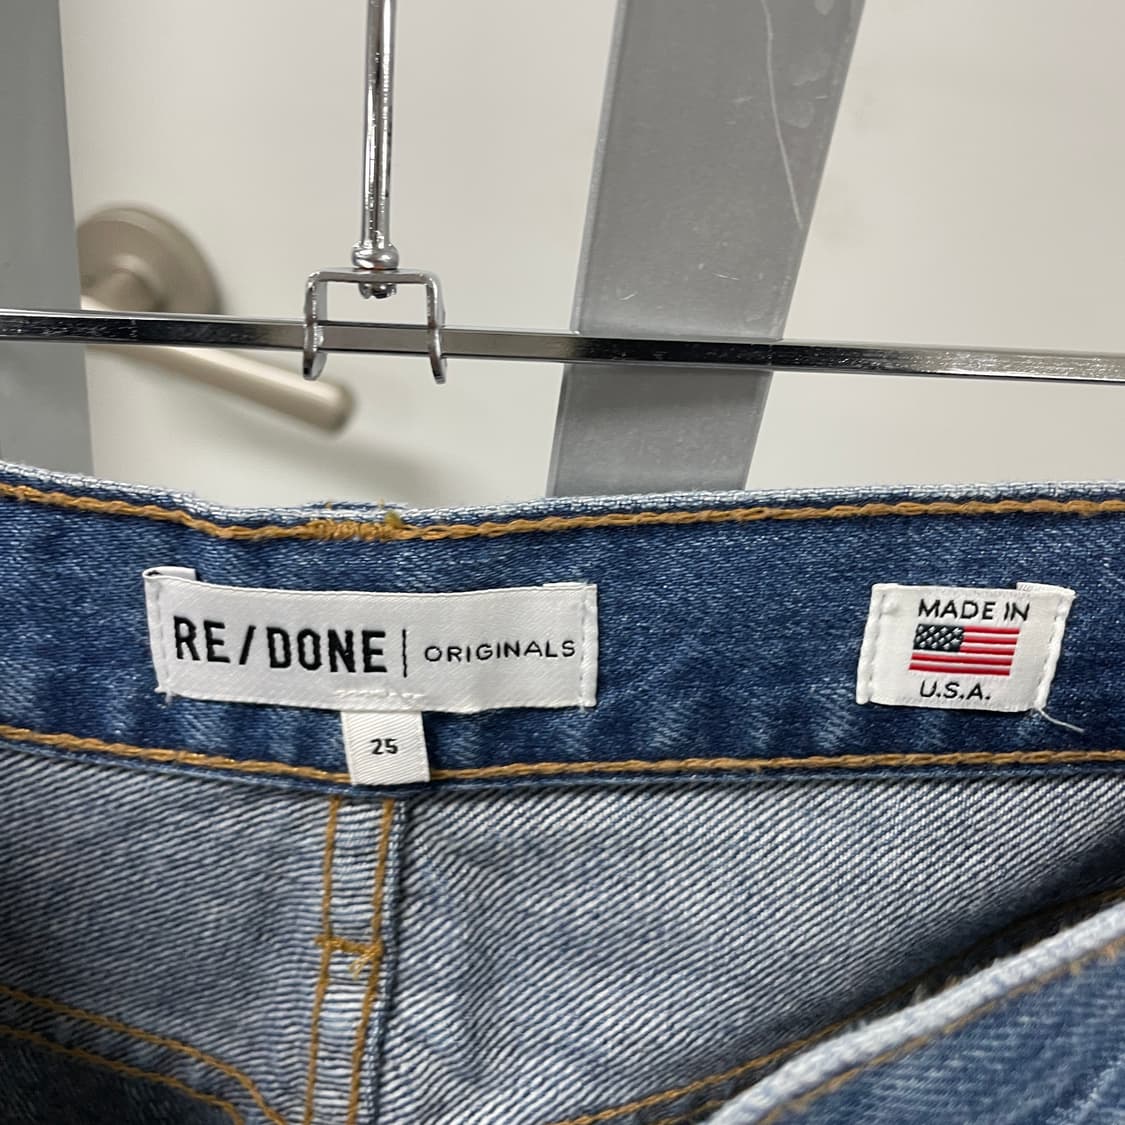 RE/DONE | ORIGINALS
25
MADE IN
U.S.A.